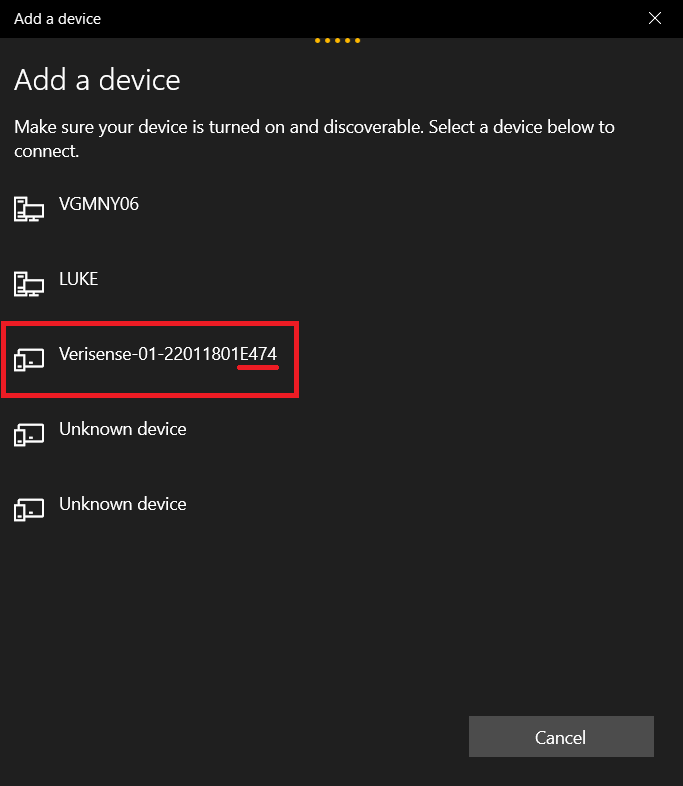 Add a device
Add a device
Make sure your device is turned on and discoverable. Select a device below to
connect.
VGMNY06
LUKE
Verisense-01-22011801E474
Unknown device
Unknown device
Cancel